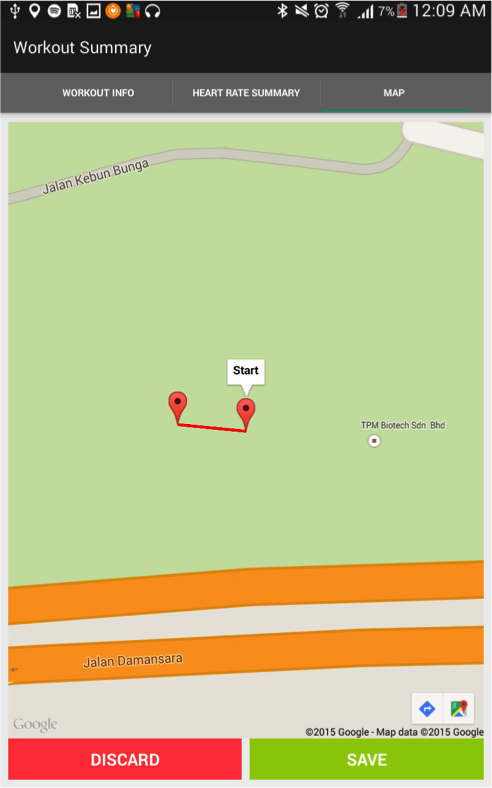 7% 12:09 AM
Workout Summary
WORKOUT INFO HEART RATE SUMMARY MAP
Jalan Kebun Bunga
Start
TPM Biotech Sdn. Bhd
Jalan Damansara
Google
©2015 Google - Map data ©2015 Google
DISCARD SAVE